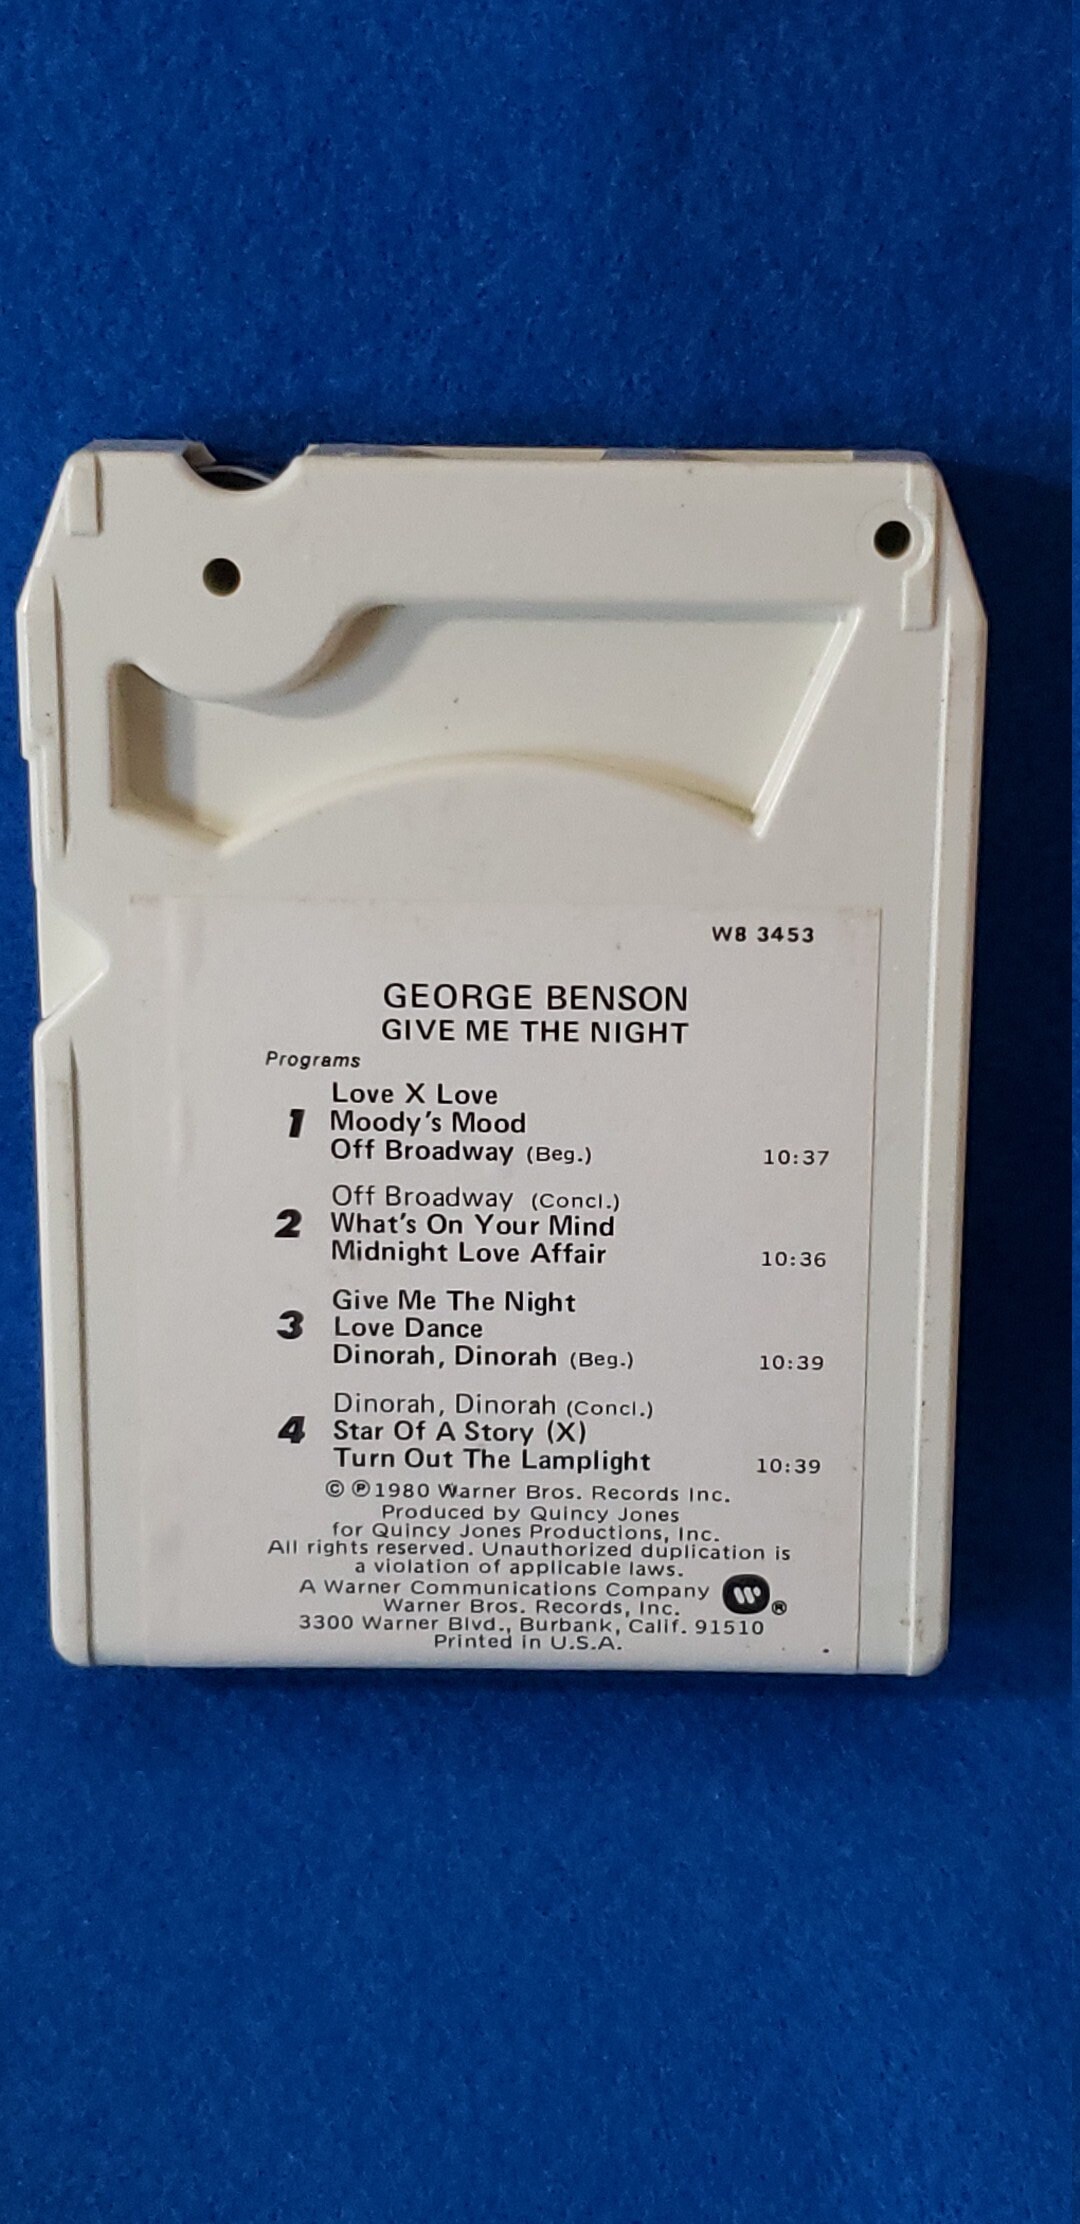 W8 3453
GEORGE BENSON
GIVE ME THE NIGHT
Programs
1
Love X Love
Moody's Mood
Off Broadway (Beg.) 10:37
2
Off Broadway (Concl.)
What's On Your Mind
Midnight Love Affair 10:36
3
Give Me The Night
Love Dance
Dinorah, Dinorah (Beg.) 10:39
4
Dinorah, Dinorah (Concl.)
Star Of A Story (X)
Turn Out The Lamplight 10:39
© ℗ 1980 Warner Bros. Records Inc.
Produced by Quincy Jones
for Quincy Jones Productions, Inc.
All rights reserved. Unauthorized duplication is
a violation of applicable laws.
A Warner Communications Company
Warner Bros. Records, Inc. ®
3300 Warner Blvd., Burbank, Calif. 91510
Printed in U.S.A.